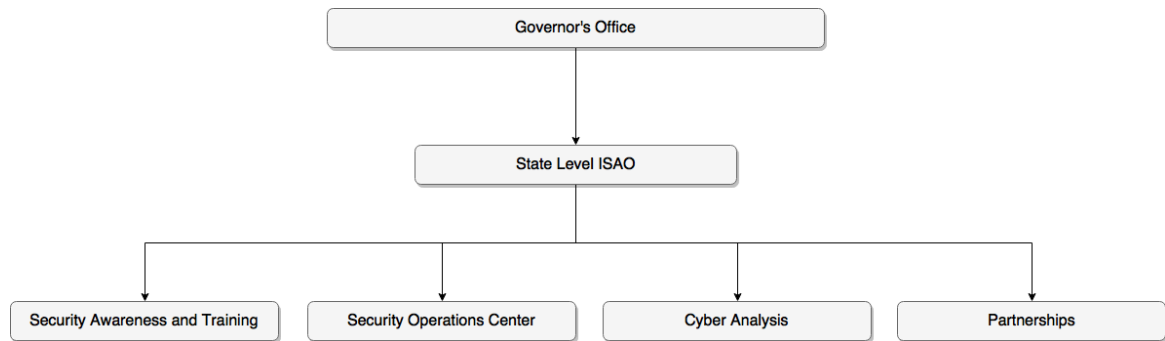 Governor's Office
State Level ISAO
Security Awareness and Training
Security Operations Center
Cyber Analysis
Partnerships